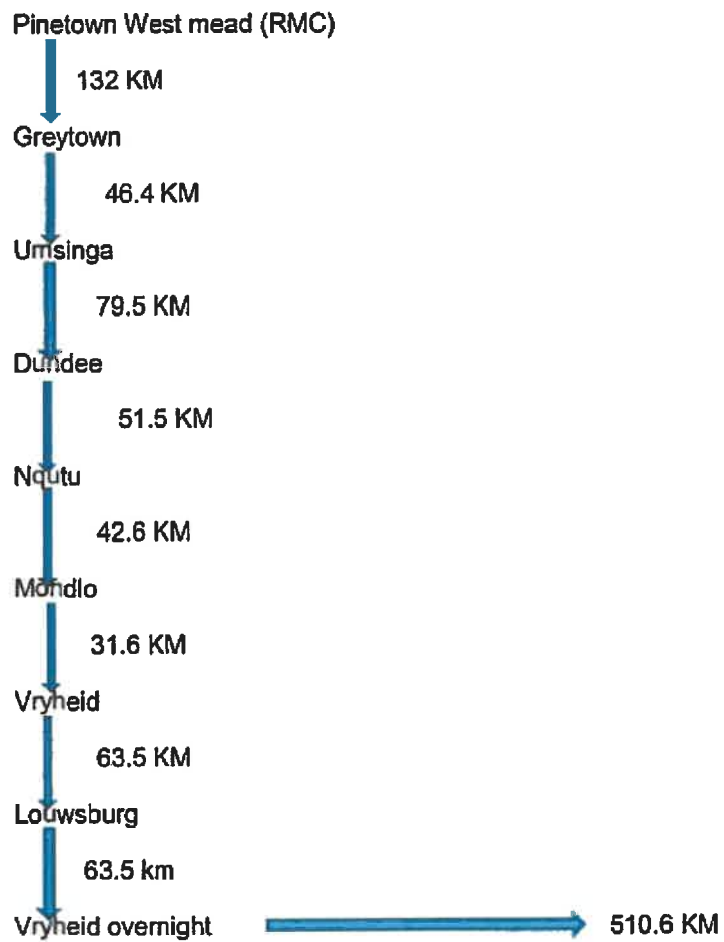 Pinetown West mead (RMC)
132 KM
Greytown
46.4 KM
Umsinga
79.5 KM
Dundee
51.5 KM
Nqutu
42.6 KM
Mondlo
31.6 KM
Vryheid
63.5 KM
Louwsburg
63.5 km
Vryheid overnight 510.6 KM